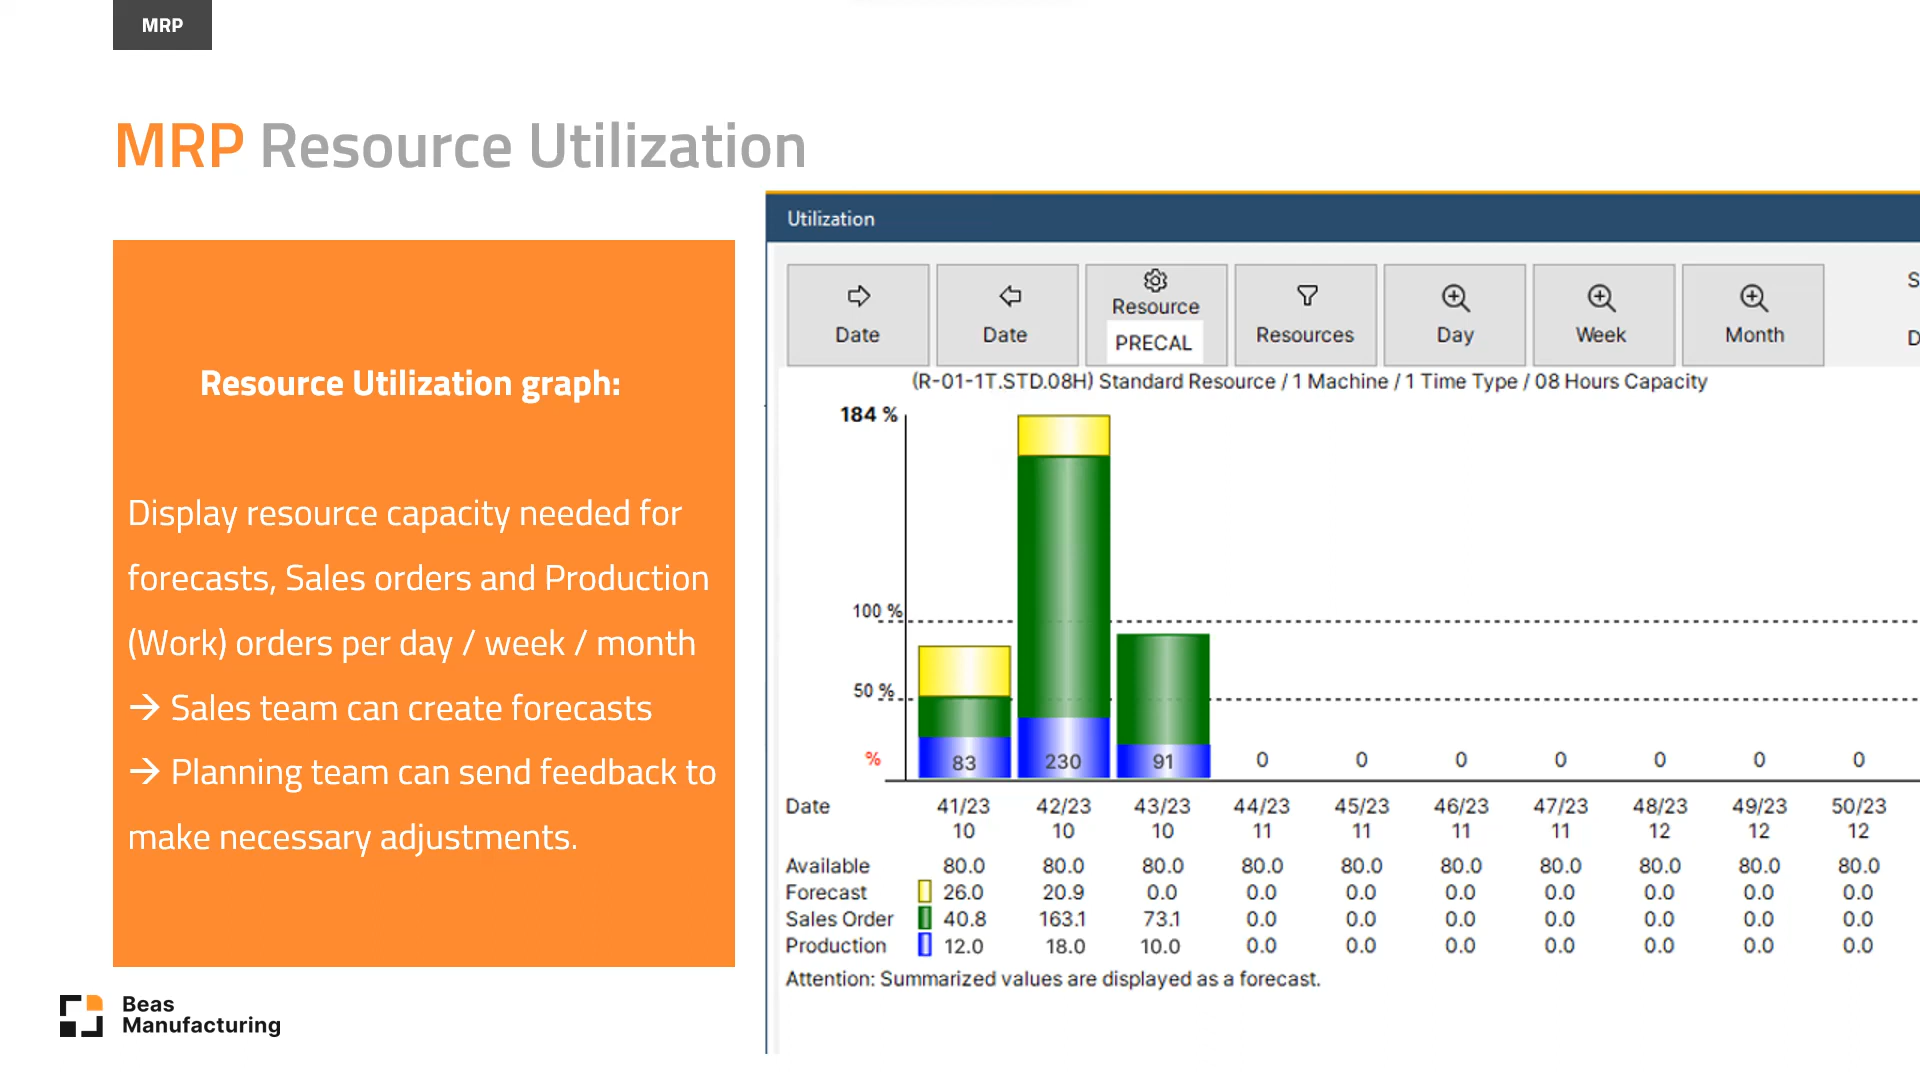 MRP
MRP Resource Utilization
Resource Utilization graph:
Display resource capacity needed for
forecasts, Sales orders and Production
(Work) orders per day / week / month
→ Sales team can create forecasts
→ Planning team can send feedback to
make necessary adjustments.
Beas
Manufacturing
Utilization
Date
Date
Resource
PRECAL
Resources
Day
Week
Month
S
D
(R-01-1T.STD.08H) Standard Resource / 1 Machine / 1 Time Type / 08 Hours Capacity
184 %
100 %
50 %
% 83 230 91 0 0 0 0 0 0 0
Date 41/23 42/23 43/23 44/23 45/23 46/23 47/23 48/23 49/23 50/23
10 10 10 11 11 11 11 12 12 12
Available 80.0 80.0 80.0 80.0 80.0 80.0 80.0 80.0 80.0 80.0
Forecast 26.0 20.9 0.0 0.0 0.0 0.0 0.0 0.0 0.0 0.0
Sales Order 40.8 163.1 73.1 0.0 0.0 0.0 0.0 0.0 0.0 0.0
Production 12.0 18.0 10.0 0.0 0.0 0.0 0.0 0.0 0.0 0.0
Attention: Summarized values are displayed as a forecast.